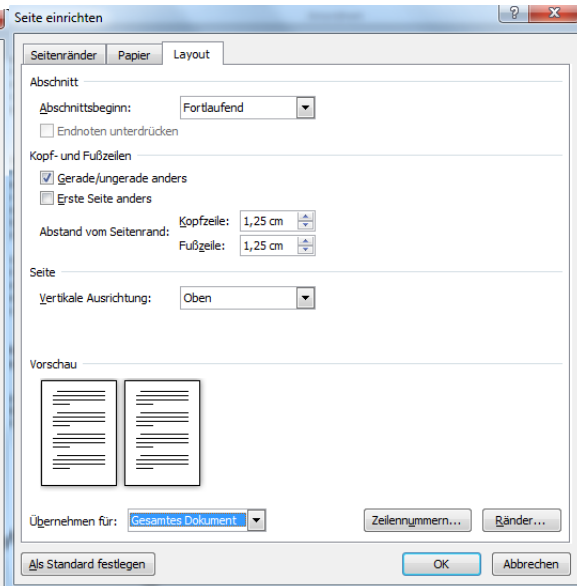 Seite einrichten
Seitenränder Papier Layout
Abschnitt
Abschnittsbeginn: Fortlaufend
Endnoten unterdrücken
Kopf- und Fußzeilen
Gerade/ungerade anders
Erste Seite anders
Kopfzeile: 1,25 cm
Abstand vom Seitenrand:
Fußzeile: 1,25 cm
Seite
Vertikale Ausrichtung: Oben
Vorschau
Übernehmen für: Gesamtes Dokument Zeilennummern... Ränder...
Als Standard festlegen OK Abbrechen